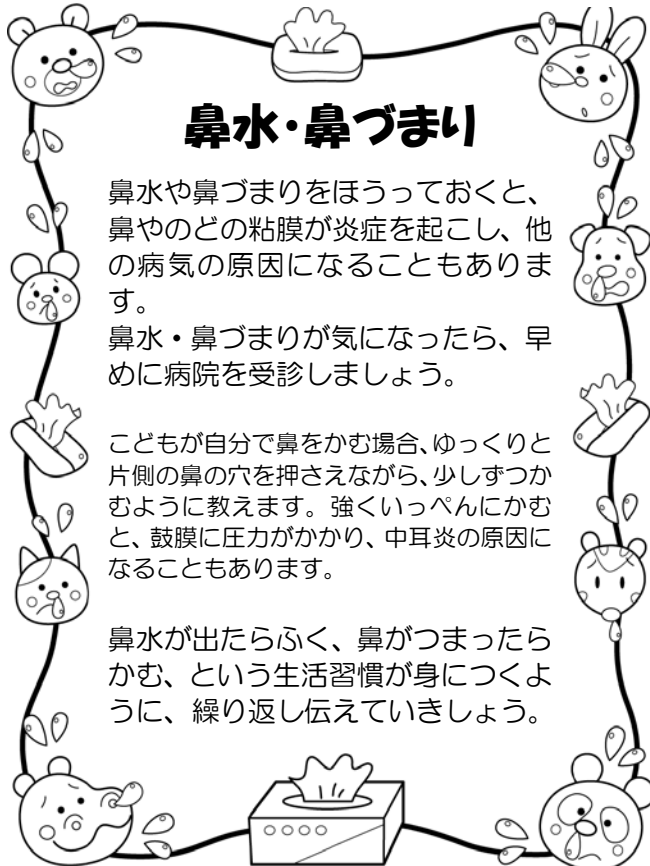 鼻水・鼻づまり
鼻水や鼻づまりをほうっておくと、
鼻やのどの粘膜が炎症を起こし、他
の病気の原因になることもありま
す。
鼻水・鼻づまりが気になったら、早
めに病院を受診しましょう。
こどもが自分で鼻をかむ場合、ゆっくりと
片側の鼻の穴を押さえながら、少しずつか
むように教えます。強くいっぺんにかむ
と、鼓膜に圧力がかかり、中耳炎の原因に
なることもあります。
鼻水が出たらふく、鼻がつまったら
かむ、という生活習慣が身につくよ
うに、繰り返し伝えていきしょう。